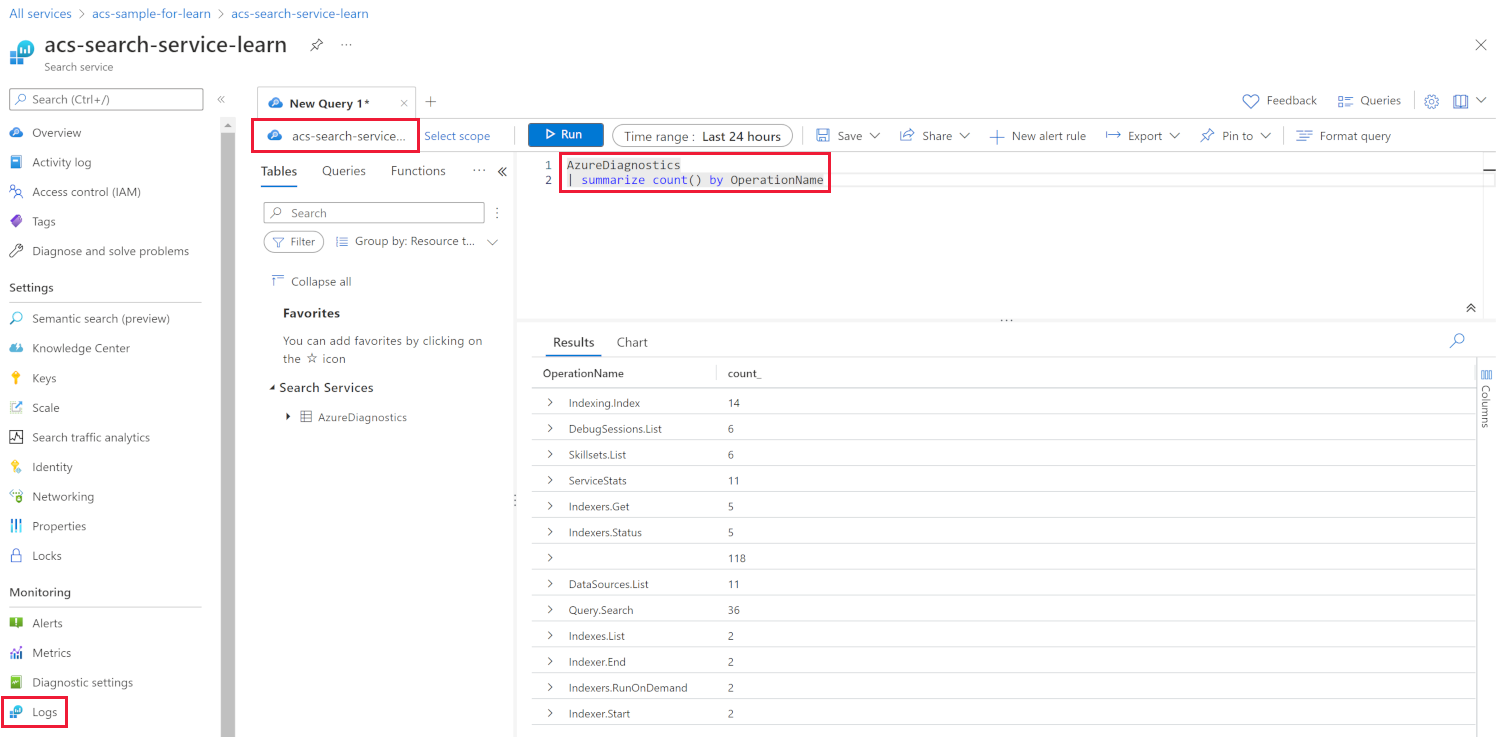 All services > acs-sample-for-learn > acs-search-service-learn
acs-search-service-learn
Search service
Search (Ctrl+/)
Overview
Activity log
Access control (IAM)
Tags
Diagnose and solve problems
Settings
Semantic search (preview)
Knowledge Center
Keys
Scale
Search traffic analytics
Identity
Networking
Properties
Locks
Monitoring
Alerts
Metrics
Diagnostic settings
Logs
New Query 1*
Feedback Queries
acs-search-service... Select scope
Run Time range : Last 24 hours Save Share New alert rule Export Pin to Format query
Tables Queries Functions ...
Search
Filter Group by: Resource t...
Collapse all
Favorites
You can add favorites by clicking on
the ☆ icon
Search Services
AzureDiagnostics
1 AzureDiagnostics
2 | summarize count() by OperationName
Results Chart
OperationName count_
Indexing.Index 14
DebugSessions.List 6
Skillsets.List 6
ServiceStats 11
Indexers.Get 5
Indexers.Status 5
118
DataSources.List 11
Query.Search 36
Indexes.List 2
Indexer.End 2
Indexers.RunOnDemand 2
Indexer.Start 2
Columns